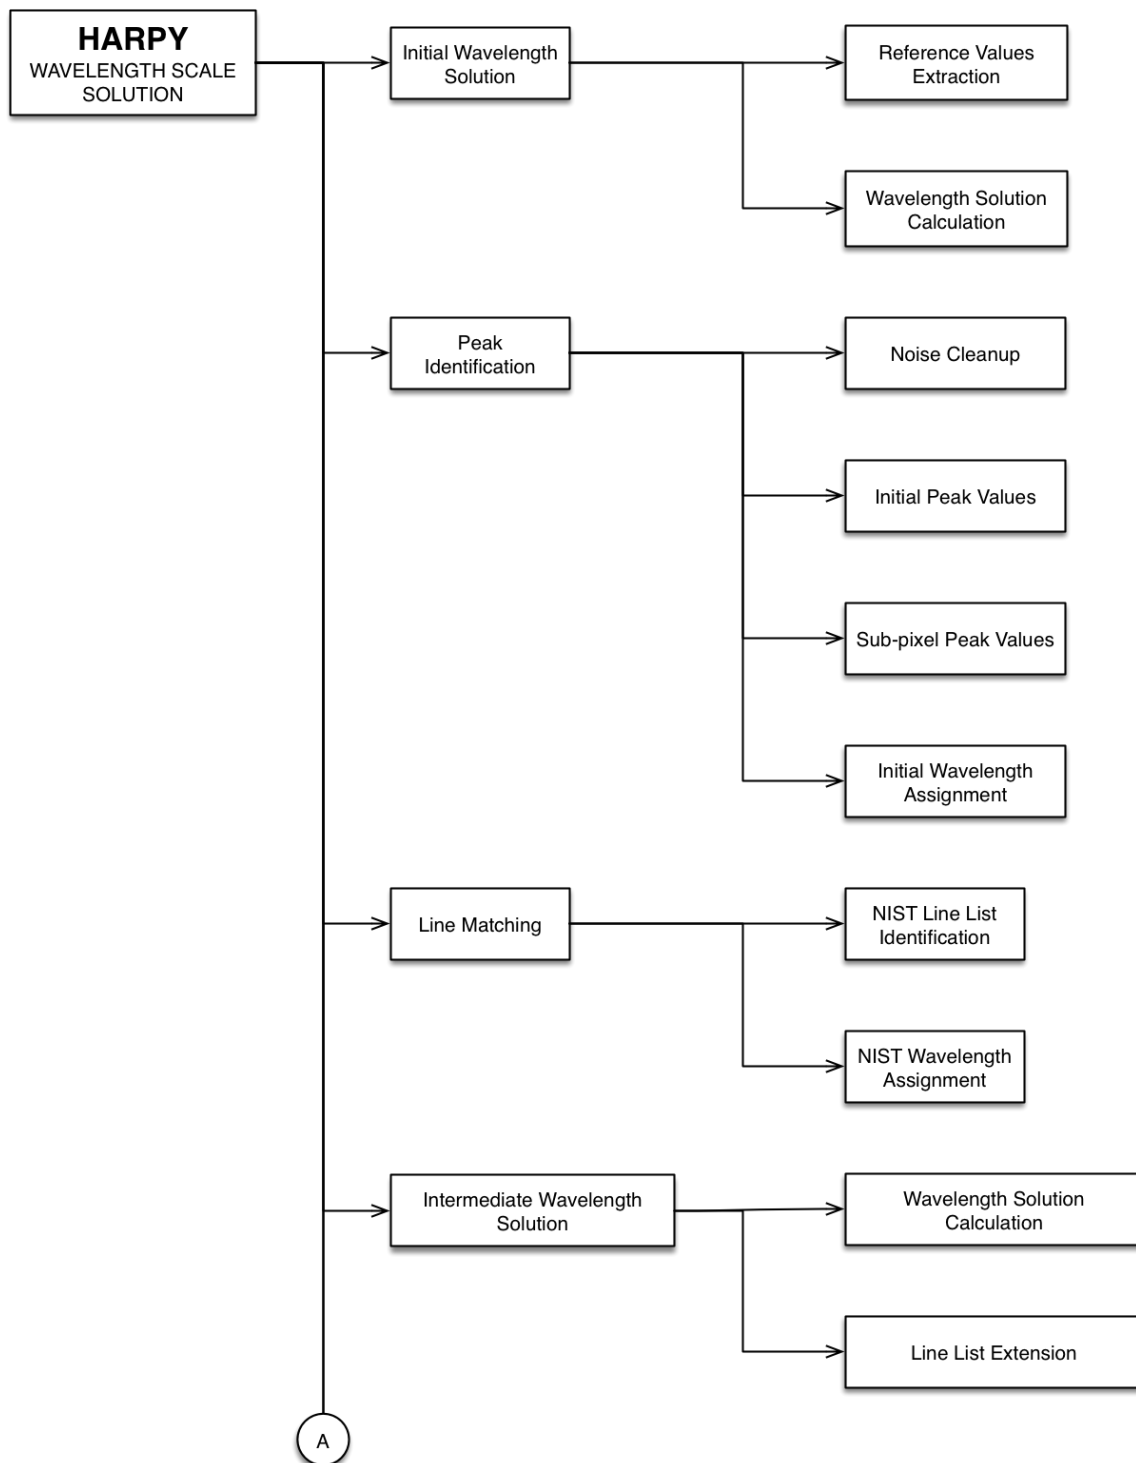 HARPY
WAVELENGTH SCALE
SOLUTION
Initial Wavelength
Solution
Reference Values
Extraction
Wavelength Solution
Calculation
Peak
Identification
Noise Cleanup
Initial Peak Values
Sub-pixel Peak Values
Initial Wavelength
Assignment
Line Matching
NIST Line List
Identification
NIST Wavelength
Assignment
Intermediate Wavelength
Solution
Wavelength Solution
Calculation
Line List Extension
A